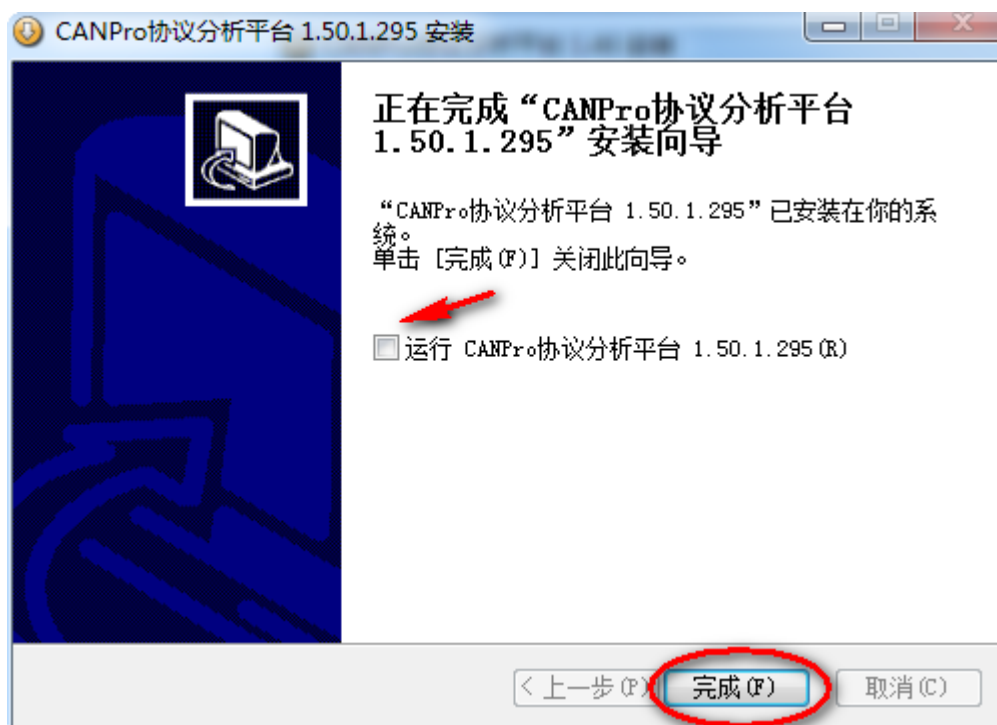 CANPro协议分析平台 1.50.1.295 安装
正在完成“CANPro协议分析平台
1.50.1.295”安装向导
“CANPro协议分析平台 1.50.1.295”已安装在你的系
统。
单击 [完成(F)] 关闭此向导。
运行 CANPro协议分析平台 1.50.1.295(R)
< 上一步(P) 完成(F) 取消(C)